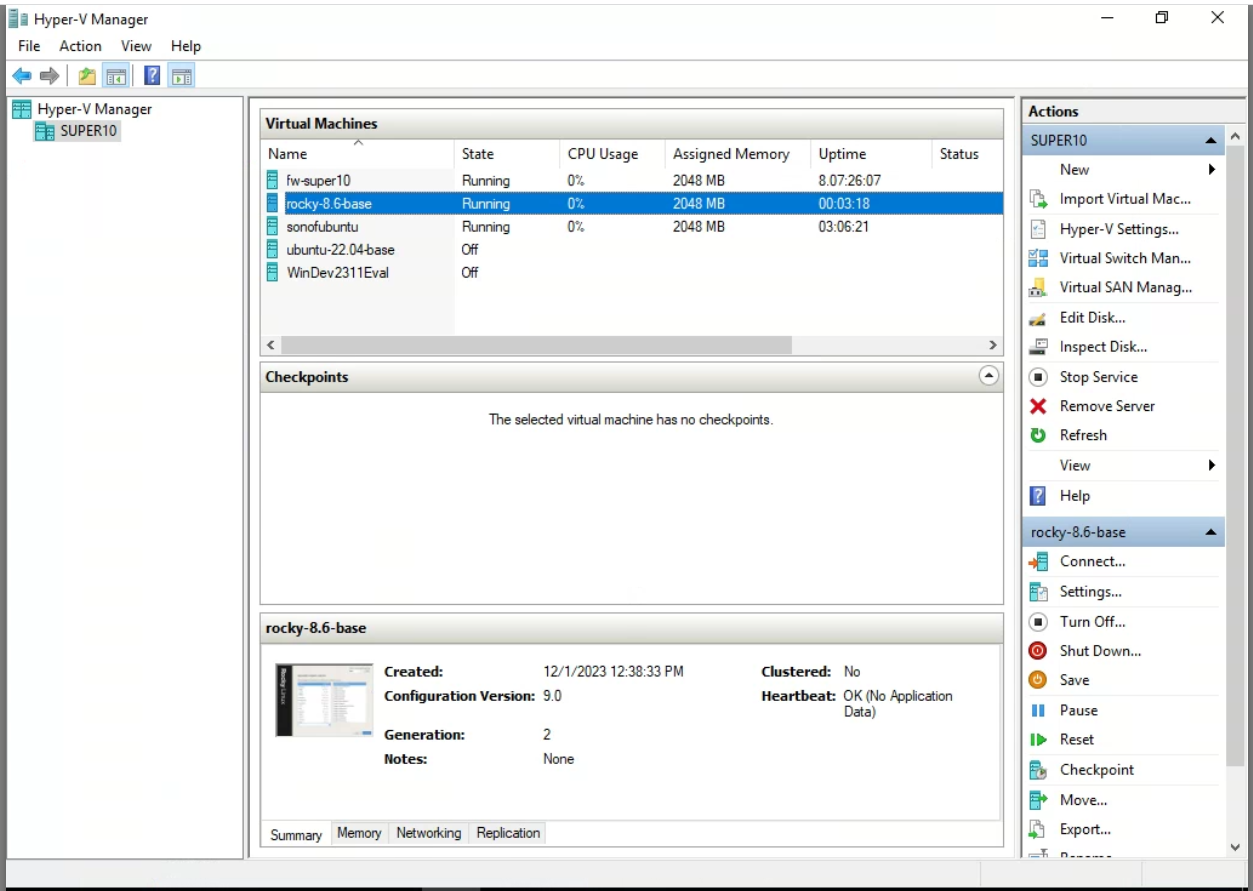 Hyper-V Manager
File Action View Help
Hyper-V Manager
SUPER10
Virtual Machines
Name State CPU Usage Assigned Memory Uptime Status
fw-super10 Running 0% 2048 MB 8.07:26:07
rocky-8.6-base Running 0% 2048 MB 00:03:18
sonofubuntu Running 0% 2048 MB 03:06:21
ubuntu-22.04-base Off
WinDev2311Eval Off
Checkpoints
The selected virtual machine has no checkpoints.
rocky-8.6-base
Rocky Linux
Created: 12/1/2023 12:38:33 PM Clustered: No
Configuration Version: 9.0 Heartbeat: OK (No Application
Data)
Generation: 2
Notes: None
Summary Memory Networking Replication
Actions
SUPER10
New
Import Virtual Mac...
Hyper-V Settings...
Virtual Switch Man...
Virtual SAN Manag...
Edit Disk...
Inspect Disk...
Stop Service
Remove Server
Refresh
View
Help
rocky-8.6-base
Connect...
Settings...
Turn Off...
Shut Down...
Save
Pause
Reset
Checkpoint
Move...
Export...